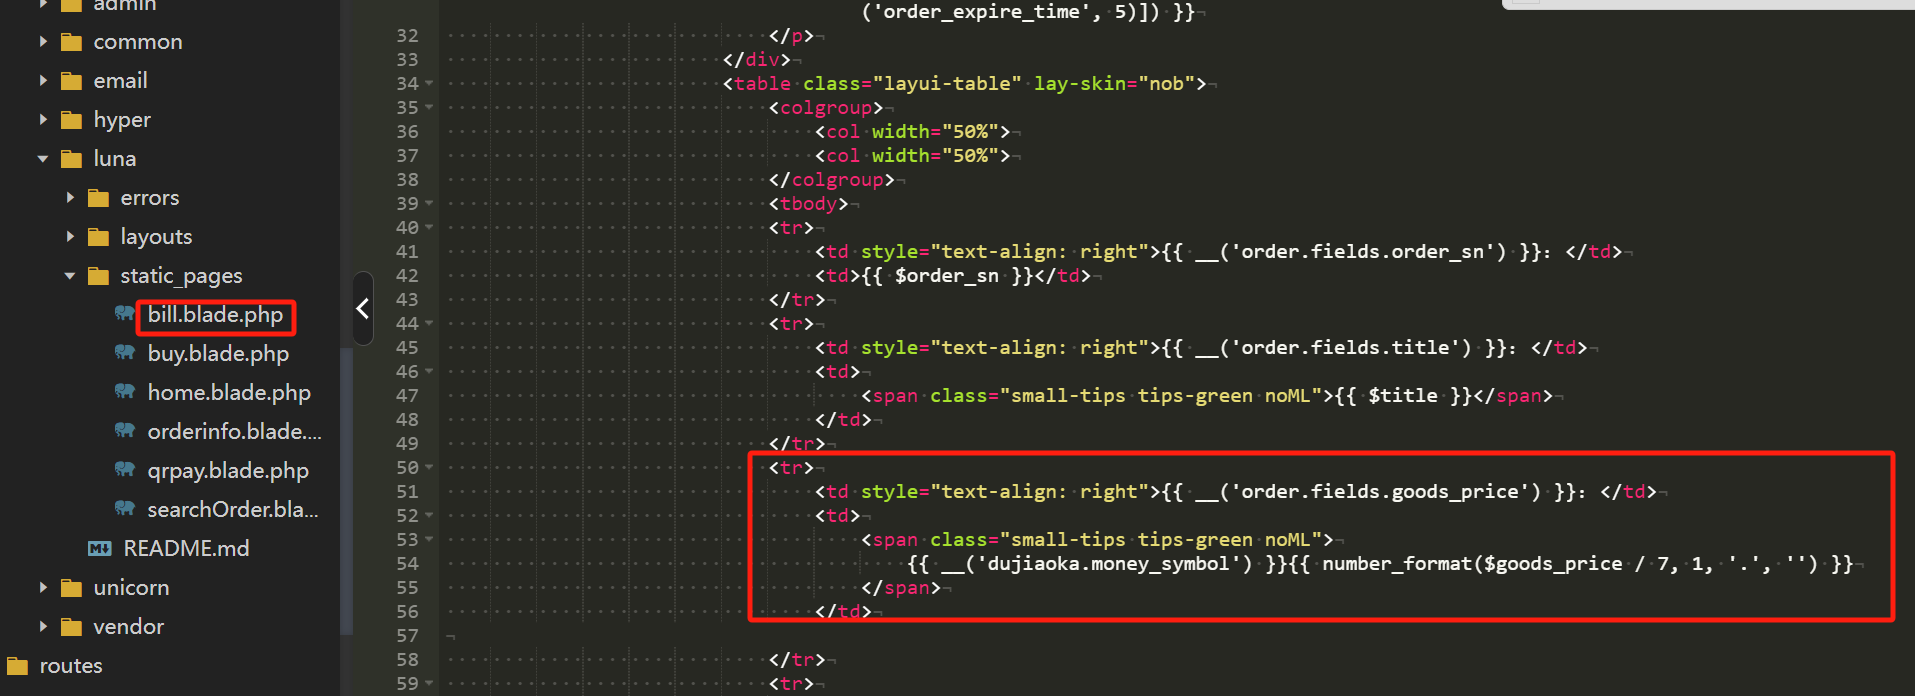 admin
common
email
hyper
luna
errors
layouts
static_pages
bill.blade.php
buy.blade.php
home.blade.php
orderinfo.blade....
qrpay.blade.php
searchOrder.bla...
README.md
unicorn
vendor
routes
('order_expire_time', 5)]) }}
32 </p>
33 </div>
34 <table class="layui-table" lay-skin="nob">
35 <colgroup>
36 <col width="50%">
37 <col width="50%">
38 </colgroup>
39 <tbody>
40 <tr>
41 <td style="text-align: right">{{ __('order.fields.order_sn') }}: </td>
42 <td>{{ $order_sn }}</td>
43 </tr>
44 <tr>
45 <td style="text-align: right">{{ __('order.fields.title') }}: </td>
46 <td>
47 <span class="small-tips tips-green noML">{{ $title }}</span>
48 </td>
49 </tr>
50 <tr>
51 <td style="text-align: right">{{ __('order.fields.goods_price') }}: </td>
52 <td>
53 <span class="small-tips tips-green noML">
54 {{ __('dujiaoka.money_symbol') }}{{ number_format($goods_price / 7, 1, '.', '') }}
55 </span>
56 </td>
57
58 </tr>
59 <tr>